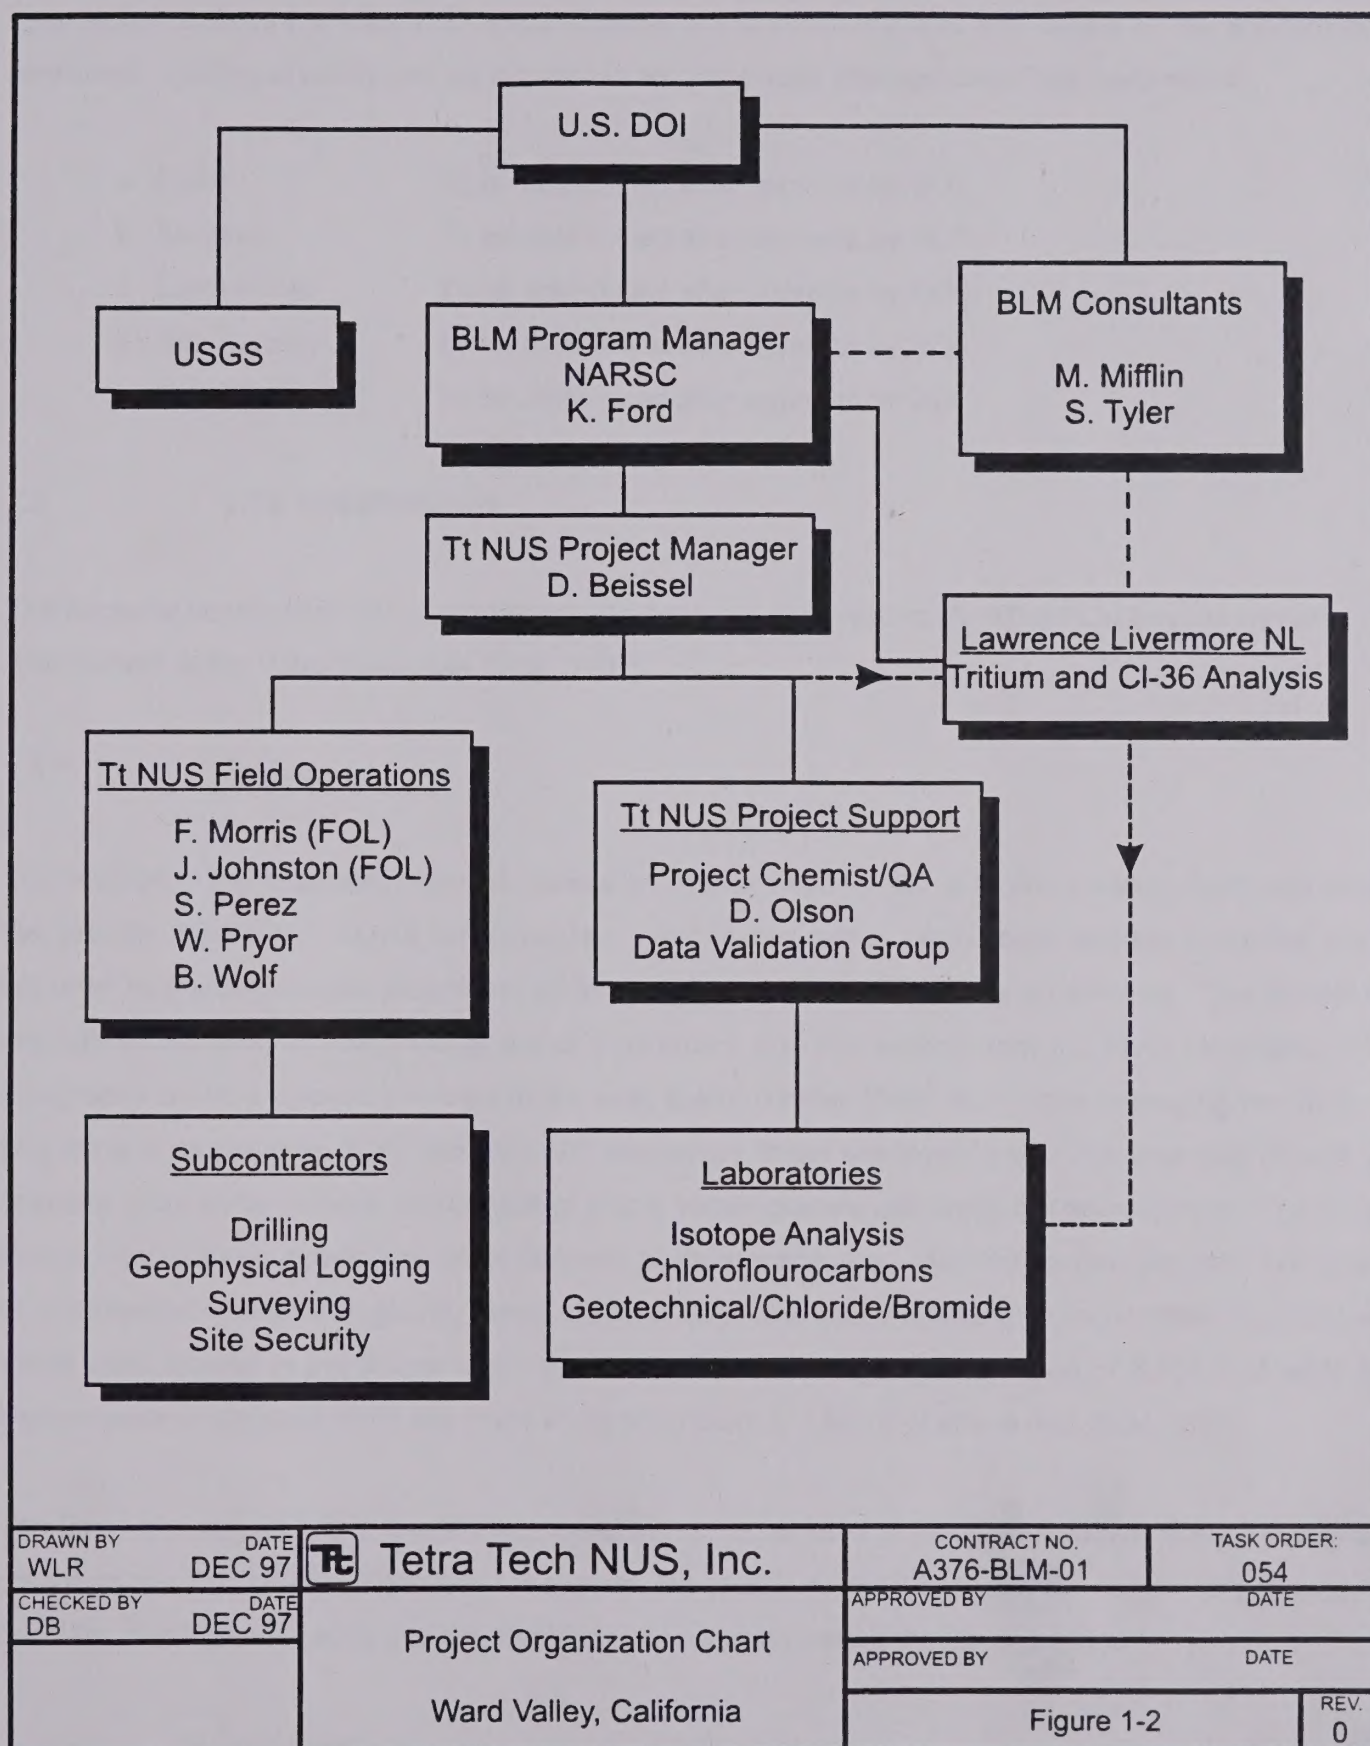 U.S. DOI
USGS
BLM Program Manager
NARSC
K. Ford
BLM Consultants
M. Mifflin
S. Tyler
Tt NUS Project Manager
D. Beissel
Lawrence Livermore NL
Tritium and Cl-36 Analysis
Tt NUS Field Operations
F. Morris (FOL)
J. Johnston (FOL)
S. Perez
W. Pryor
B. Wolf
Tt NUS Project Support
Project Chemist/QA
D. Olson
Data Validation Group
Subcontractors
Drilling
Geophysical Logging
Surveying
Site Security
Laboratories
Isotope Analysis
Chloroflourocarbons
Geotechnical/Chloride/Bromide
DRAWN BY DATE
WLR DEC 97
CHECKED BY DATE
DB DEC 97
Tt Tetra Tech NUS, Inc.
Project Organization Chart
Ward Valley, California
CONTRACT NO.
A376-BLM-01
TASK ORDER:
054
APPROVED BY DATE
APPROVED BY DATE
Figure 1-2
REV.
0